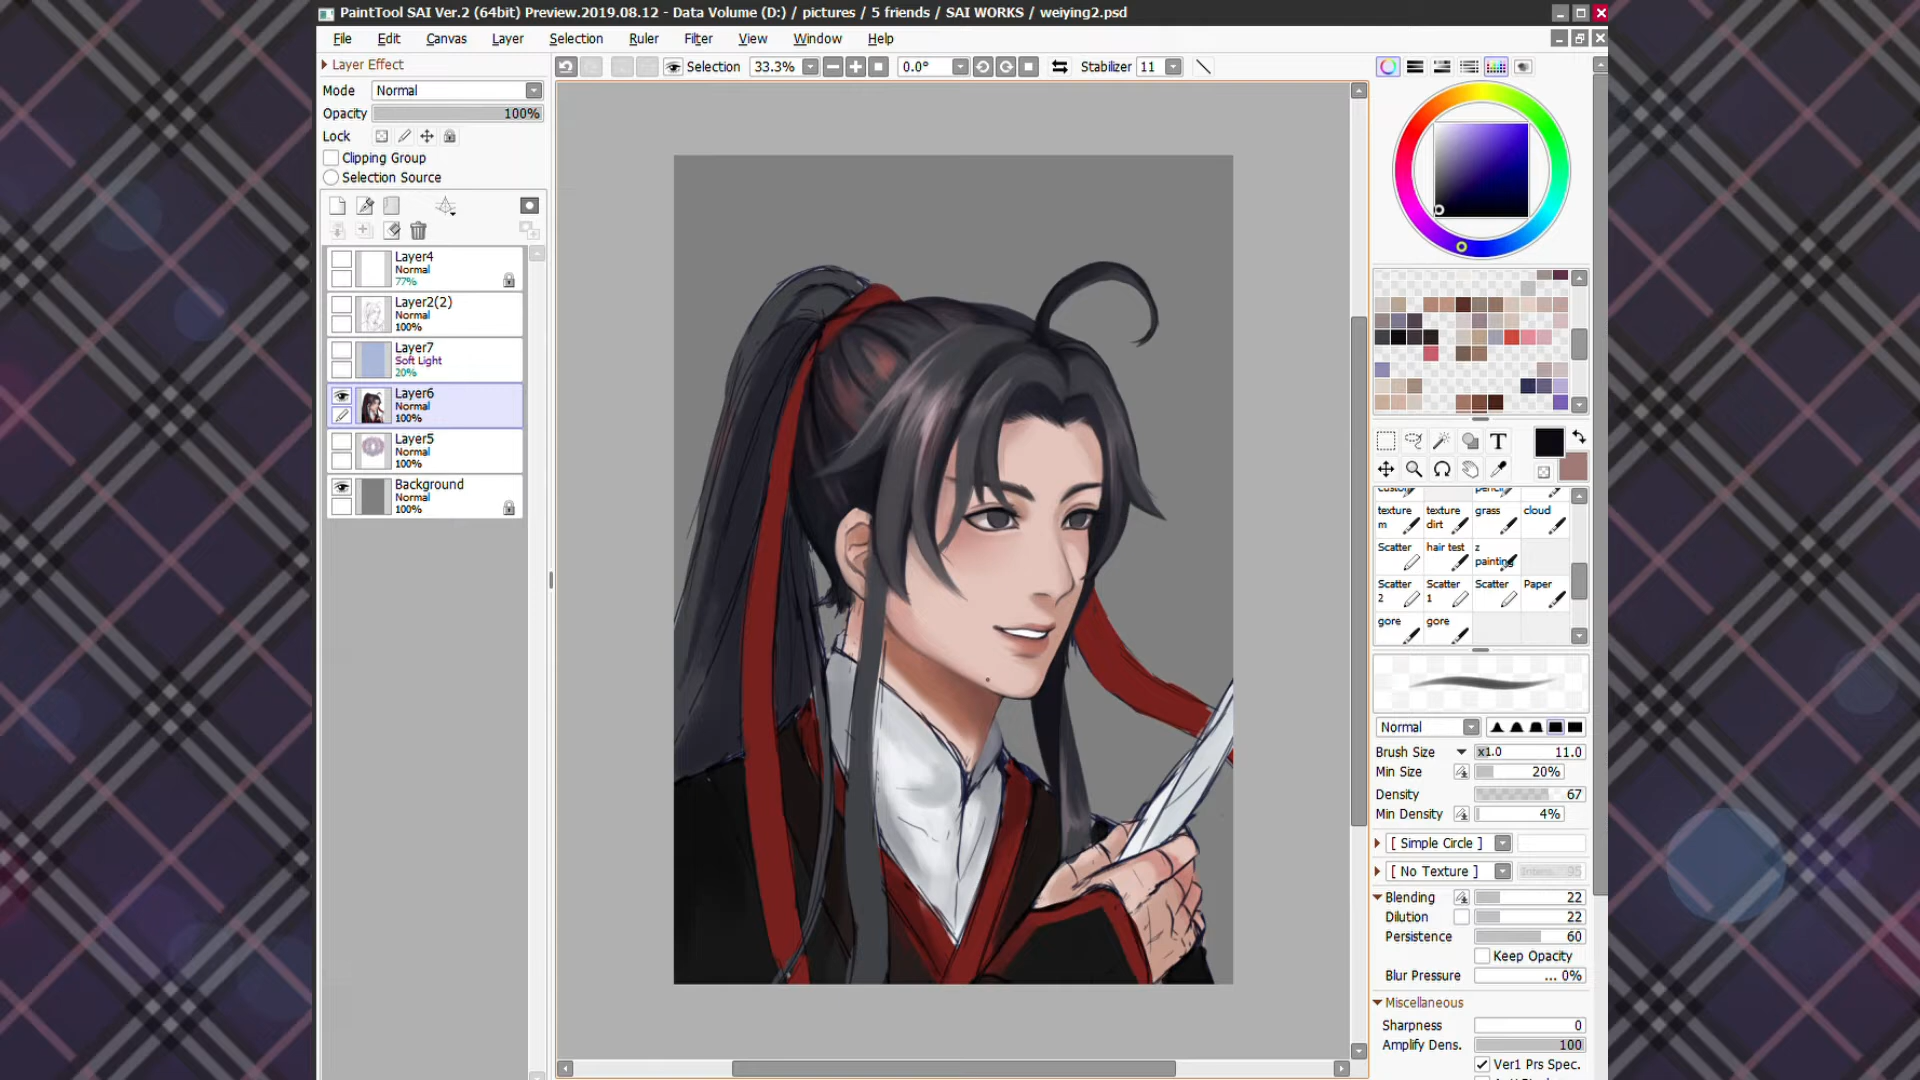 PaintTool SAI Ver.2 (64bit) Preview.2019.08.12 - Data Volume (D:) / pictures / 5 friends / SAI WORKS / weiying2.psd
File Edit Canvas Layer Selection Ruler Filter View Window Help
Layer Effect
Selection 33.3% 0.0° Stabilizer 11
Mode Normal
Opacity 100%
Lock
Clipping Group
Selection Source
Layer4
Normal
77%
Layer2(2)
Normal
100%
Layer7
Soft Light
20%
Layer6
Normal
100%
Layer5
Normal
100%
Background
Normal
100%
T
texture m
texture dirt
grass
cloud
Scatter
hair test
z painting
Scatter 2
Scatter 1
Scatter
Paper
gore
gore
Normal
Brush Size x1.0 11.0
Min Size 20%
Density 67
Min Density 4%
[ Simple Circle ]
[ No Texture ] 95
Blending 22
Dilution 22
Persistence 60
Keep Opacity
Blur Pressure ... 0%
Miscellaneous
Sharpness 0
Amplify Dens. 100
Ver1 Prs Spec.